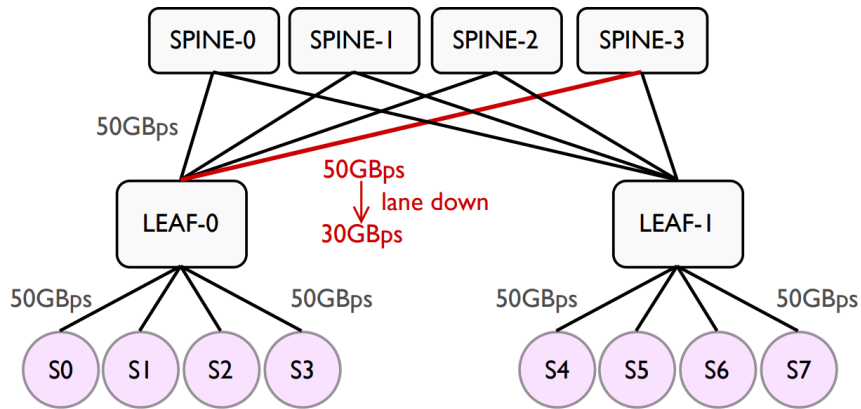 SPINE-0 SPINE-1 SPINE-2 SPINE-3
50GBps
50GBps
lane down
30GBps
LEAF-0 LEAF-1
50GBps 50GBps 50GBps 50GBps
S0 S1 S2 S3 S4 S5 S6 S7